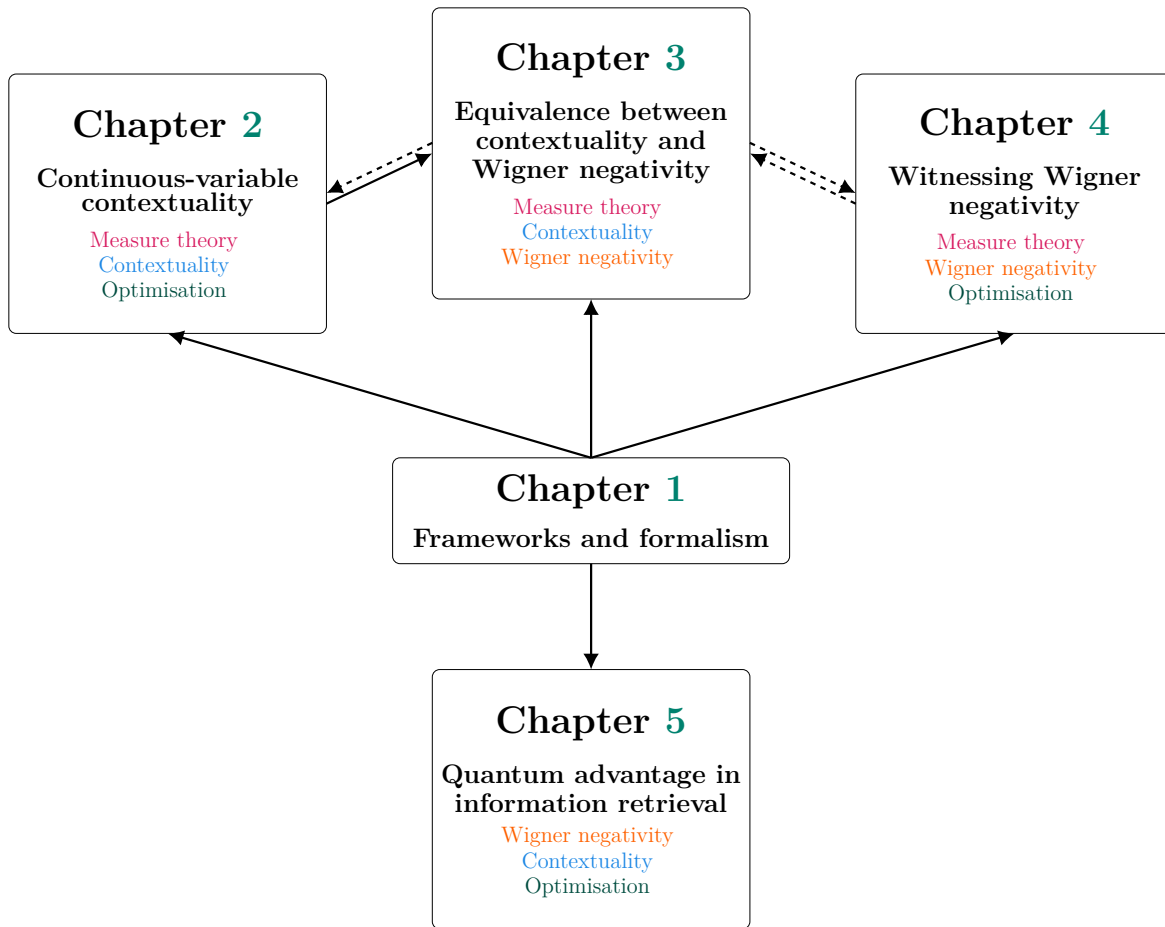 Chapter 2
Continuous-variable
contextuality
Measure theory
Contextuality
Optimisation
Chapter 3
Equivalence between
contextuality and
Wigner negativity
Measure theory
Contextuality
Wigner negativity
Chapter 4
Witnessing Wigner
negativity
Measure theory
Wigner negativity
Optimisation
Chapter 1
Frameworks and formalism
Chapter 5
Quantum advantage in
information retrieval
Wigner negativity
Contextuality
Optimisation